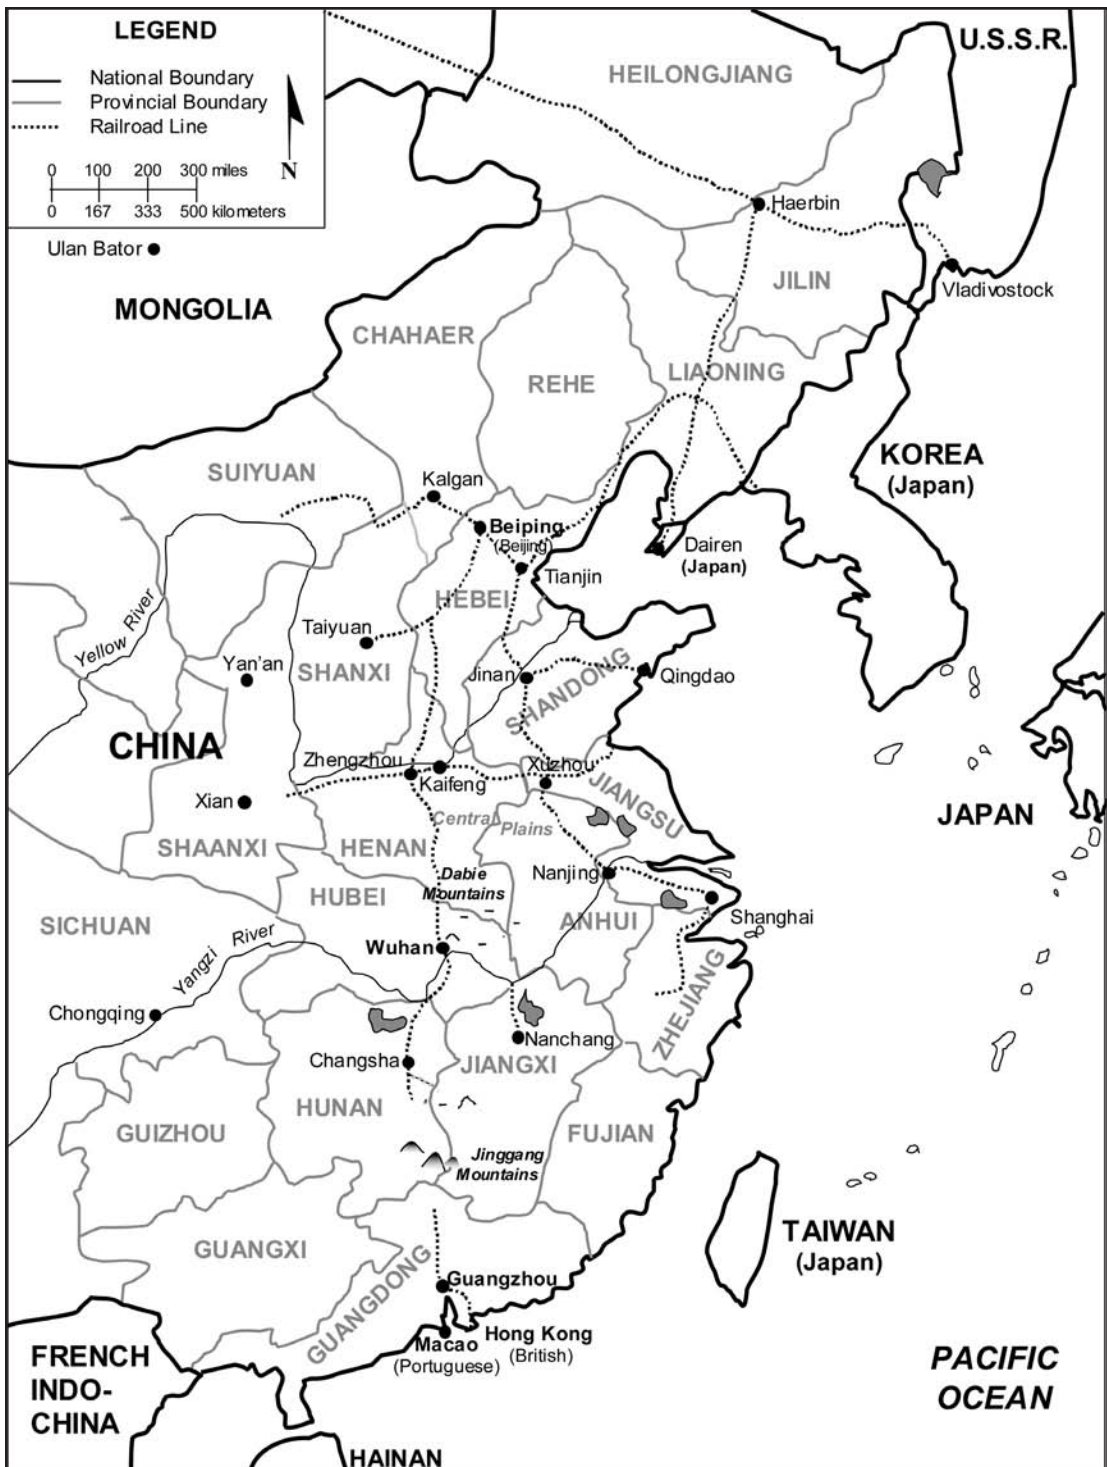 LEGEND
National Boundary
Provincial Boundary
Railroad Line
0 100 200 300 miles
0 167 333 500 kilometers
N
U.S.S.R.
HEILONGJIANG
Haerbin
Ulan Bator
MONGOLIA
JILIN
Vladivostock
CHAHAER
REHE
LIAONING
KOREA
(Japan)
SUIYUAN
Kalgan
Beiping
(Beijing)
Dairen
(Japan)
Tianjin
HEBEI
Yellow River
Taiyuan
Yan'an
SHANXI
Jinan
SHANDONG
Qingdao
CHINA
Zhengzhou
Kaifeng
Xuzhou
JIANGSU
Xian
JAPAN
Central Plains
SHAANXI
HENAN
Dabie
Mountains
Nanjing
HUBEI
SICHUAN
ANHUI
Shanghai
Yangzi River
Wuhan
ZHEJIANG
Chongqing
Nanchang
Changsha
JIANGXI
HUNAN
GUIZHOU
FUJIAN
Jinggang
Mountains
TAIWAN
(Japan)
GUANGXI
GUANGDONG
Guangzhou
Macao
(Portuguese)
Hong Kong
(British)
FRENCH
INDO-
CHINA
PACIFIC
OCEAN
HAINAN